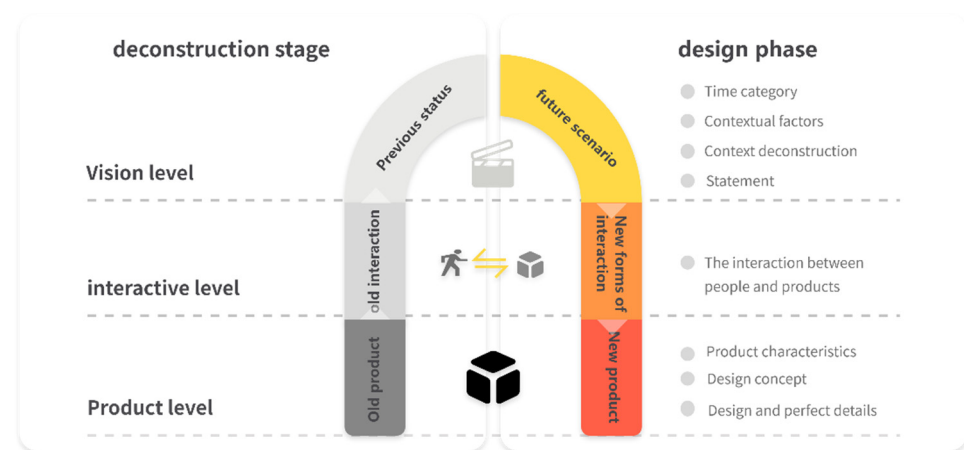 deconstruction stage
design phase
Previous status
future scenario
Time category
Contextual factors
Context deconstruction
Statement
Vision level
old interaction
New forms of
interaction
The interaction between
people and products
interactive level
Old product
New product
Product characteristics
Design concept
Design and perfect details
Product level